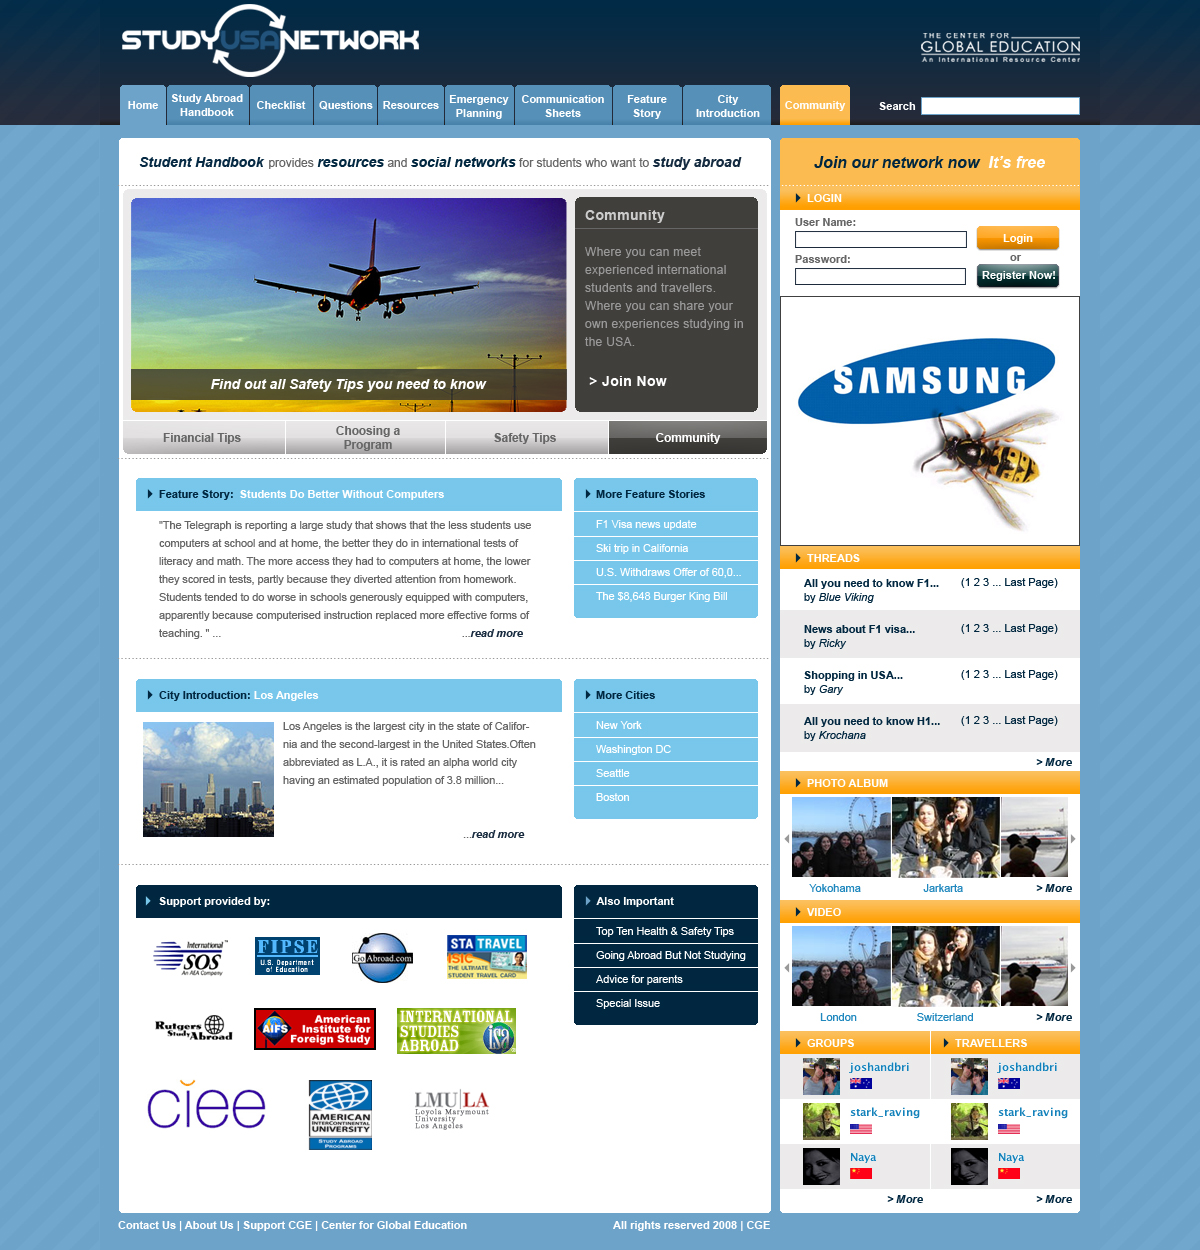 STUDYUSANETWORK
THE CENTER FOR
GLOBAL EDUCATION
An International Resource Center
Home
Study Abroad
Handbook
Checklist
Questions
Resources
Emergency
Planning
Communication
Sheets
Feature
Story
City
Introduction
Community
Search
Student Handbook provides resources and social networks for students who want to study abroad
Find out all Safety Tips you need to know
Community
Where you can meet
experienced international
students and travellers.
Where you can share your
own experiences studying in
the USA.
> Join Now
Financial Tips
Choosing a
Program
Safety Tips
Community
Feature Story: Students Do Better Without Computers
"The Telegraph is reporting a large study that shows that the less students use
computers at school and at home, the better they do in international tests of
literacy and math. The more access they had to computers at home, the lower
they scored in tests, partly because they diverted attention from homework.
Students tended to do worse in schools generously equipped with computers,
apparently because computerised instruction replaced more effective forms of
teaching. " ...
...read more
More Feature Stories
F1 Visa news update
Ski trip in California
U.S. Withdraws Offer of 60,0...
The $8,648 Burger King Bill
City Introduction: Los Angeles
Los Angeles is the largest city in the state of Califor-
nia and the second-largest in the United States.Often
abbreviated as L.A., it is rated an alpha world city
having an estimated population of 3.8 million...
...read more
More Cities
New York
Washington DC
Seattle
Boston
Support provided by:
International
SOS
An AEA Company
FIPSE
U.S. Department
of Education
GoAbroad.com
STA TRAVEL
ISIC
THE ULTIMATE
STUDENT TRAVEL CARD
Rutgers
Study Abroad
AIFS
American
Institute for
Foreign Study
INTERNATIONAL
STUDIES
ABROAD
isa
ciee
AMERICAN
INTERCONTINENTAL
UNIVERSITY
STUDY ABROAD
PROGRAMS
LMU|LA
Loyola Marymount
University
Los Angeles
Also Important
Top Ten Health & Safety Tips
Going Abroad But Not Studying
Advice for parents
Special Issue
Join our network now It's free
LOGIN
User Name:
Password:
Login
or
Register Now!
SAMSUNG
THREADS
All you need to know F1... (1 2 3 ... Last Page)
by Blue Viking
News about F1 visa... (1 2 3 ... Last Page)
by Ricky
Shopping in USA... (1 2 3 ... Last Page)
by Gary
All you need to know H1... (1 2 3 ... Last Page)
by Krochana
> More
PHOTO ALBUM
Yokohama
Jarkarta
> More
VIDEO
London
Switzerland
> More
GROUPS
joshandbri
stark_raving
Naya
> More
TRAVELLERS
joshandbri
stark_raving
Naya
> More
Contact Us | About Us | Support CGE | Center for Global Education
All rights reserved 2008 | CGE